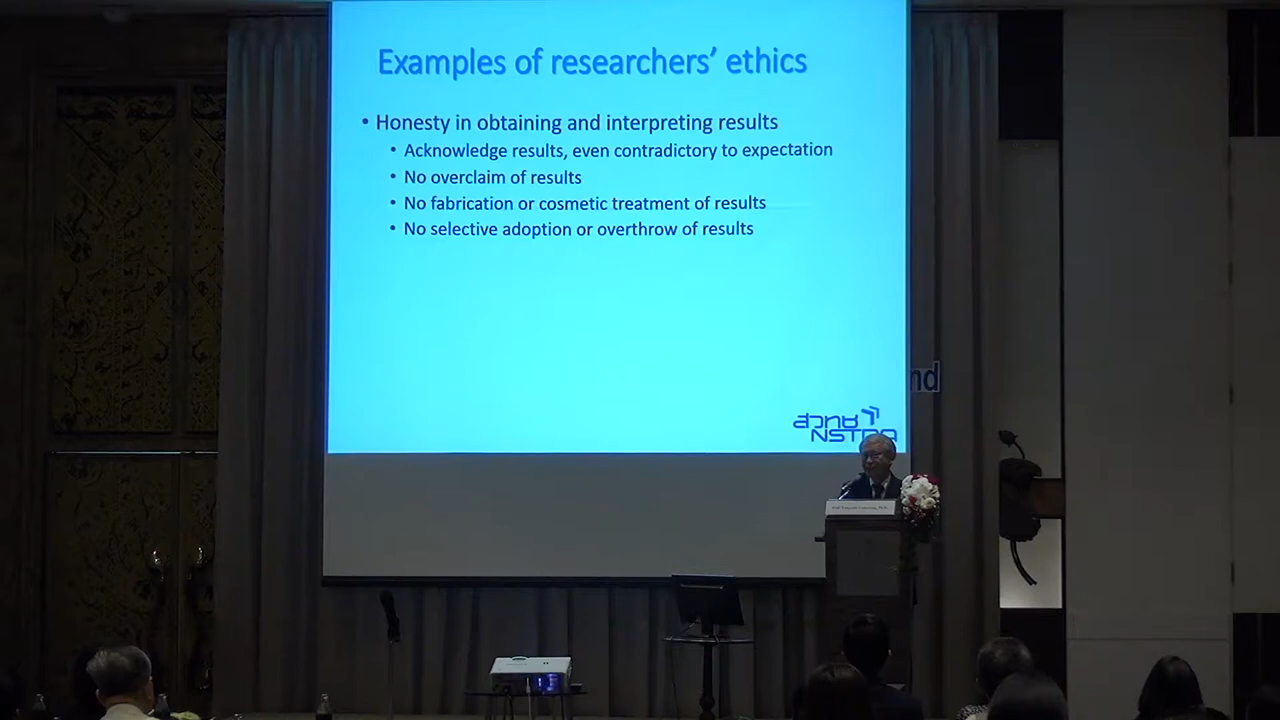 Examples of researchers' ethics
• Honesty in obtaining and interpreting results
• Acknowledge results, even contradictory to expectation
• No overclaim of results
• No fabrication or cosmetic treatment of results
• No selective adoption or overthrow of results
nd
สวทช
NSTDA